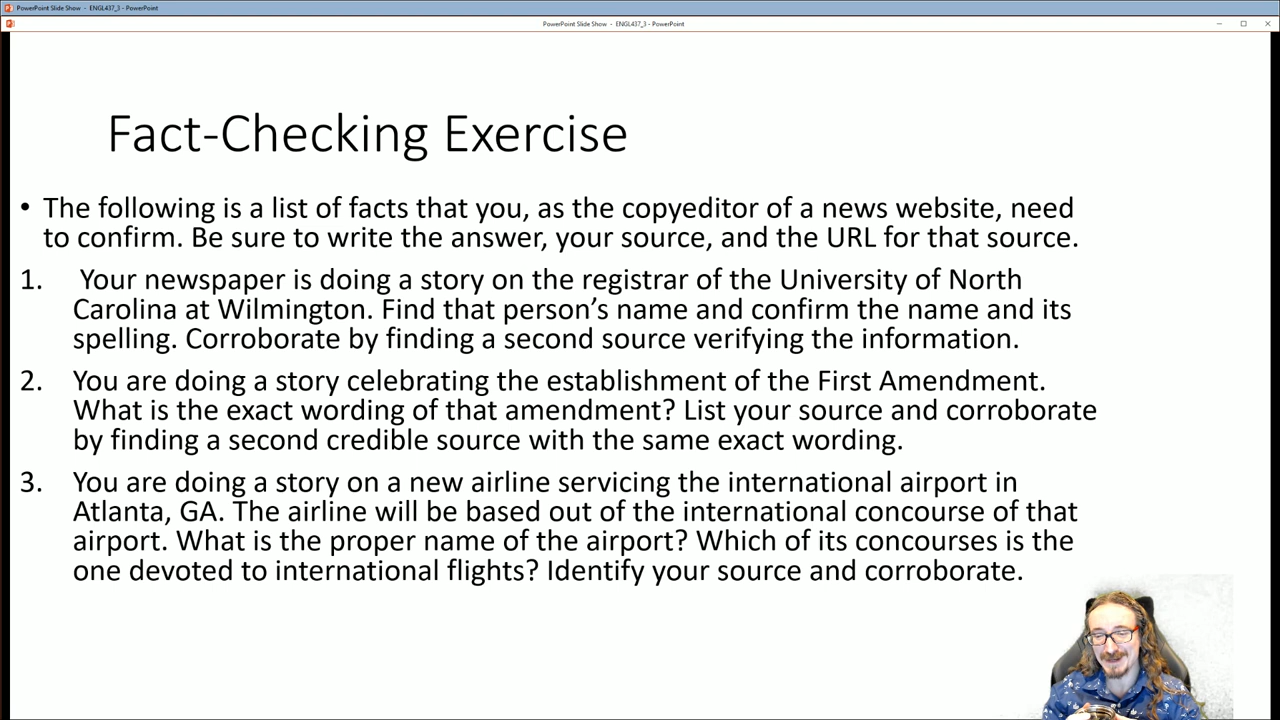 PowerPoint Slide Show - ENGL437_3 - PowerPoint
PowerPoint Slide Show - ENGL437_3 - PowerPoint
Fact-Checking Exercise
• The following is a list of facts that you, as the copyeditor of a news website, need
to confirm. Be sure to write the answer, your source, and the URL for that source.
1. Your newspaper is doing a story on the registrar of the University of North
Carolina at Wilmington. Find that person’s name and confirm the name and its
spelling. Corroborate by finding a second source verifying the information.
2. You are doing a story celebrating the establishment of the First Amendment.
What is the exact wording of that amendment? List your source and corroborate
by finding a second credible source with the same exact wording.
3. You are doing a story on a new airline servicing the international airport in
Atlanta, GA. The airline will be based out of the international concourse of that
airport. What is the proper name of the airport? Which of its concourses is the
one devoted to international flights? Identify your source and corroborate.